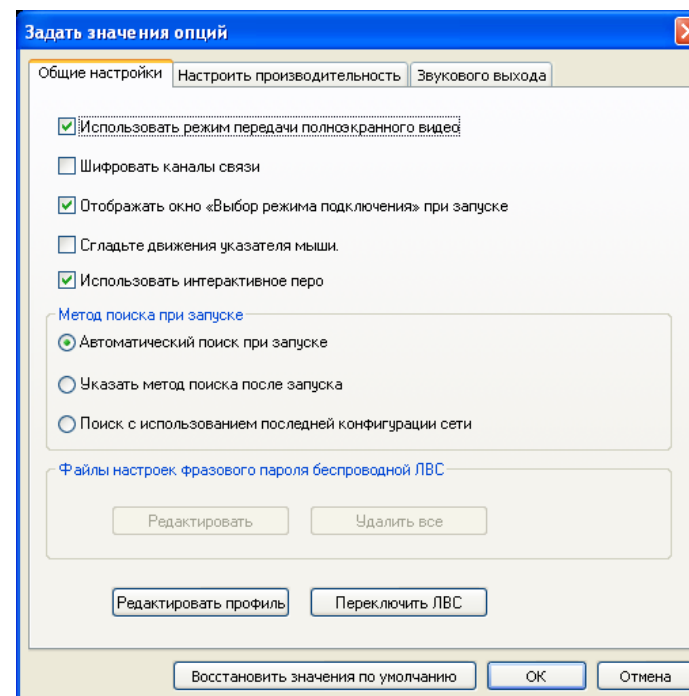 Задать значения опций
Общие настройки Настроить производительность Звукового выхода
Использовать режим передачи полноэкранного видео
Шифровать каналы связи
Отображать окно «Выбор режима подключения» при запуске
Сгладьте движения указателя мыши.
Использовать интерактивное перо
Метод поиска при запуске
Автоматический поиск при запуске
Указать метод поиска после запуска
Поиск с использованием последней конфигурации сети
Файлы настроек фразового пароля беспроводной ЛВС
Редактировать Удалить все
Редактировать профиль Переключить ЛВС
Восстановить значения по умолчанию ОК Отмена